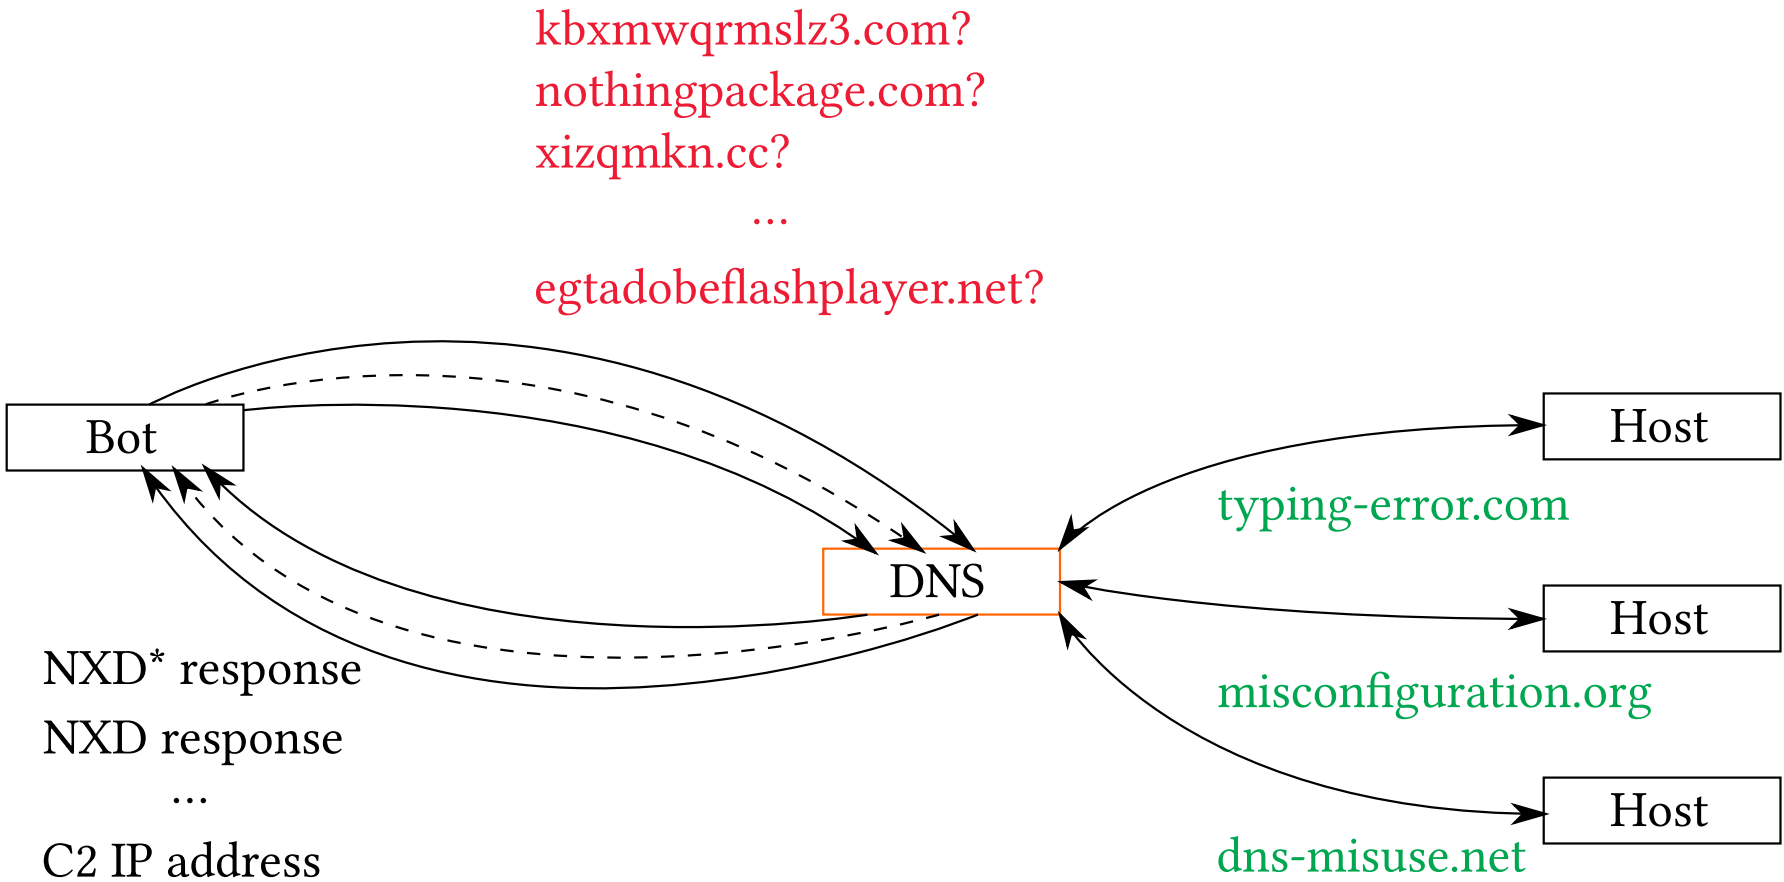 kbxmwqrmslz3.com?
nothingpackage.com?
xizqmkn.cc?
...
egtadobeflashplayer.net?
Bot
Host
typing-error.com
DNS
Host
NXD* response
misconfiguration.org
NXD response
...
Host
C2 IP address
dns-misuse.net